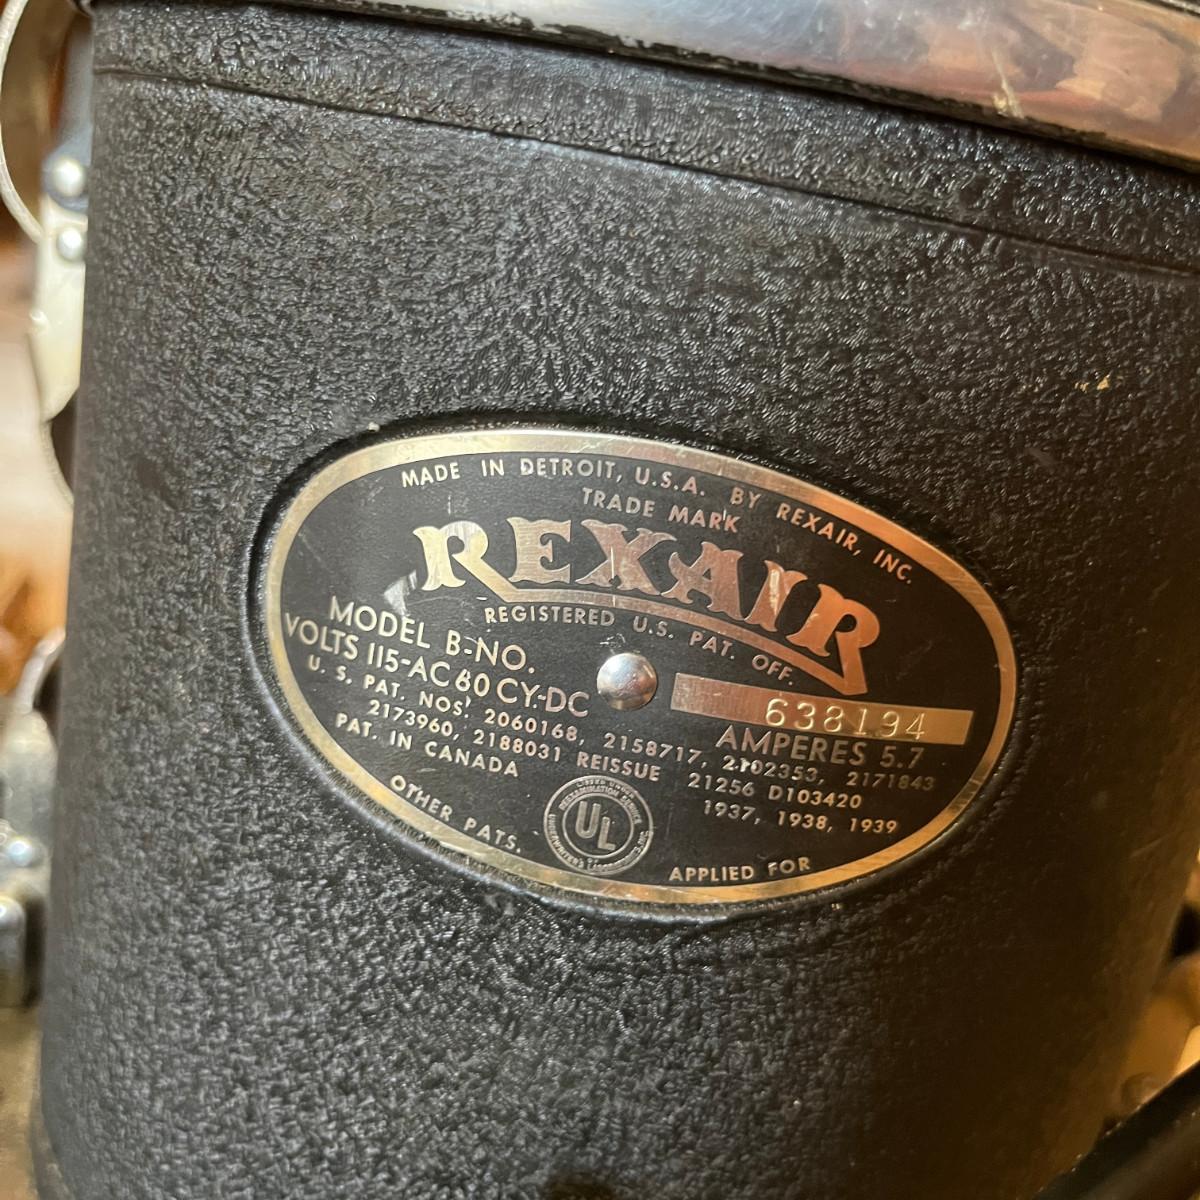 MADE IN DETROIT, U.S.A. BY REXAIR, INC.
TRADE MARK
REXAIR
REGISTERED U.S. PAT. OFF.
MODEL B-NO. 638194
VOLTS 115-AC 60 CY.-DC AMPERES 5.7
U. S. PAT. NOS. 2060168, 2158717, 2102353, 2171843
2173960, 2188031 REISSUE 21256 D103420
PAT. IN CANADA 1937, 1938, 1939
OTHER PATS. APPLIED FOR
UL